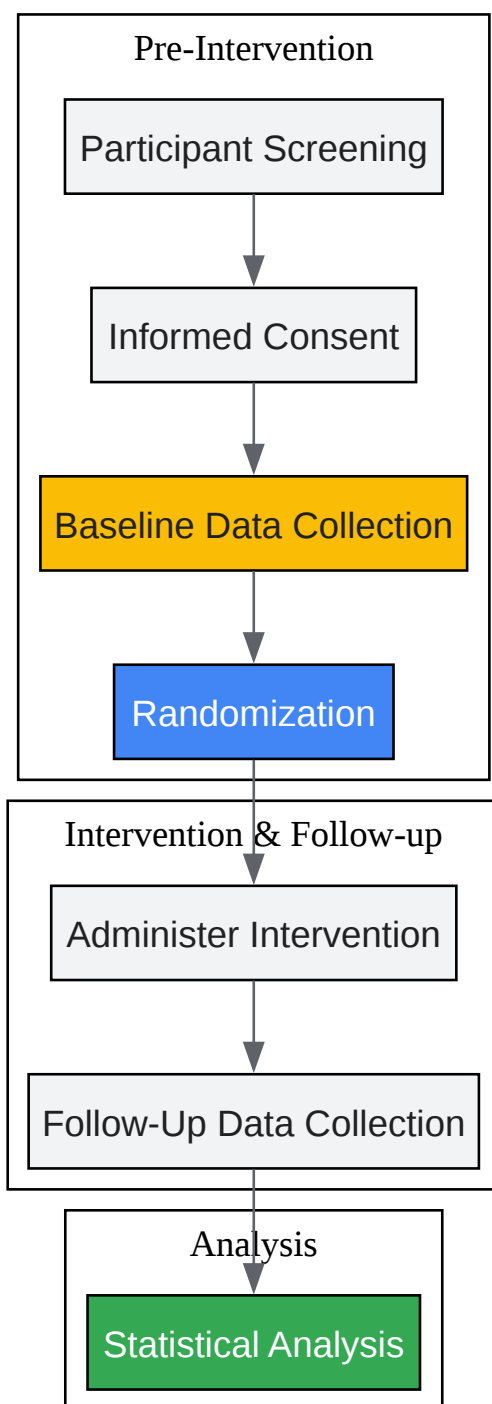 Pre-Intervention
Participant Screening
Informed Consent
Baseline Data Collection
Randomization
Intervention & Follow-up
Administer Intervention
Follow-Up Data Collection
Analysis
Statistical Analysis